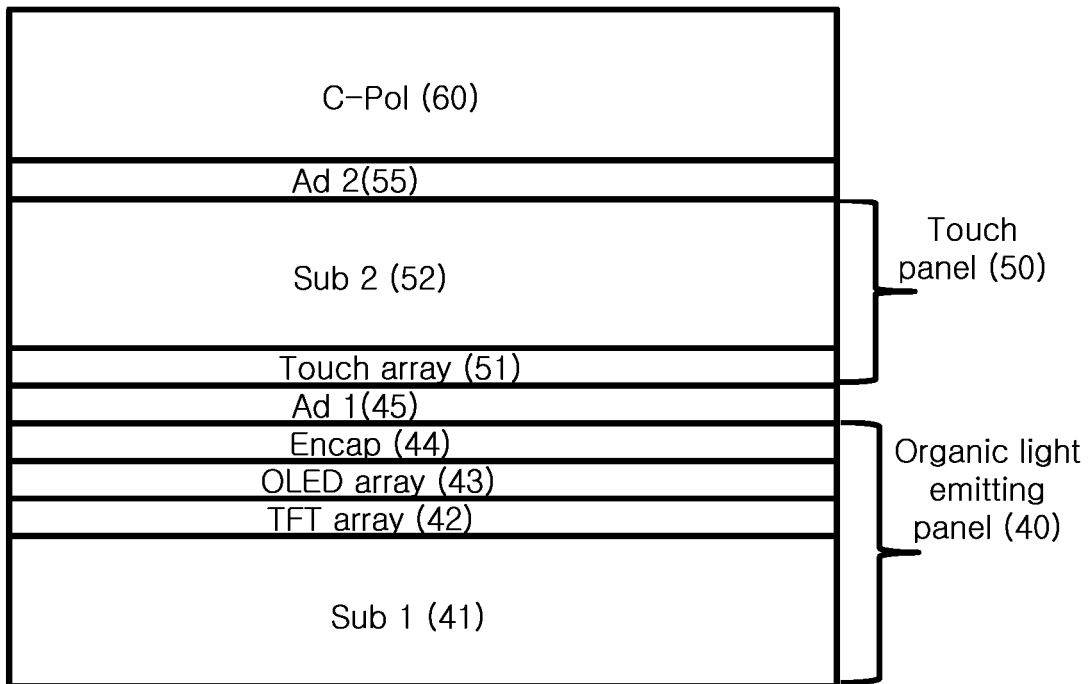 C-Pol (60)
Ad 2(55)
Sub 2 (52)
Touch array (51)
Touch
panel (50)
Ad 1(45)
Encap (44)
OLED array (43)
TFT array (42)
Sub 1 (41)
Organic light
emitting
panel (40)